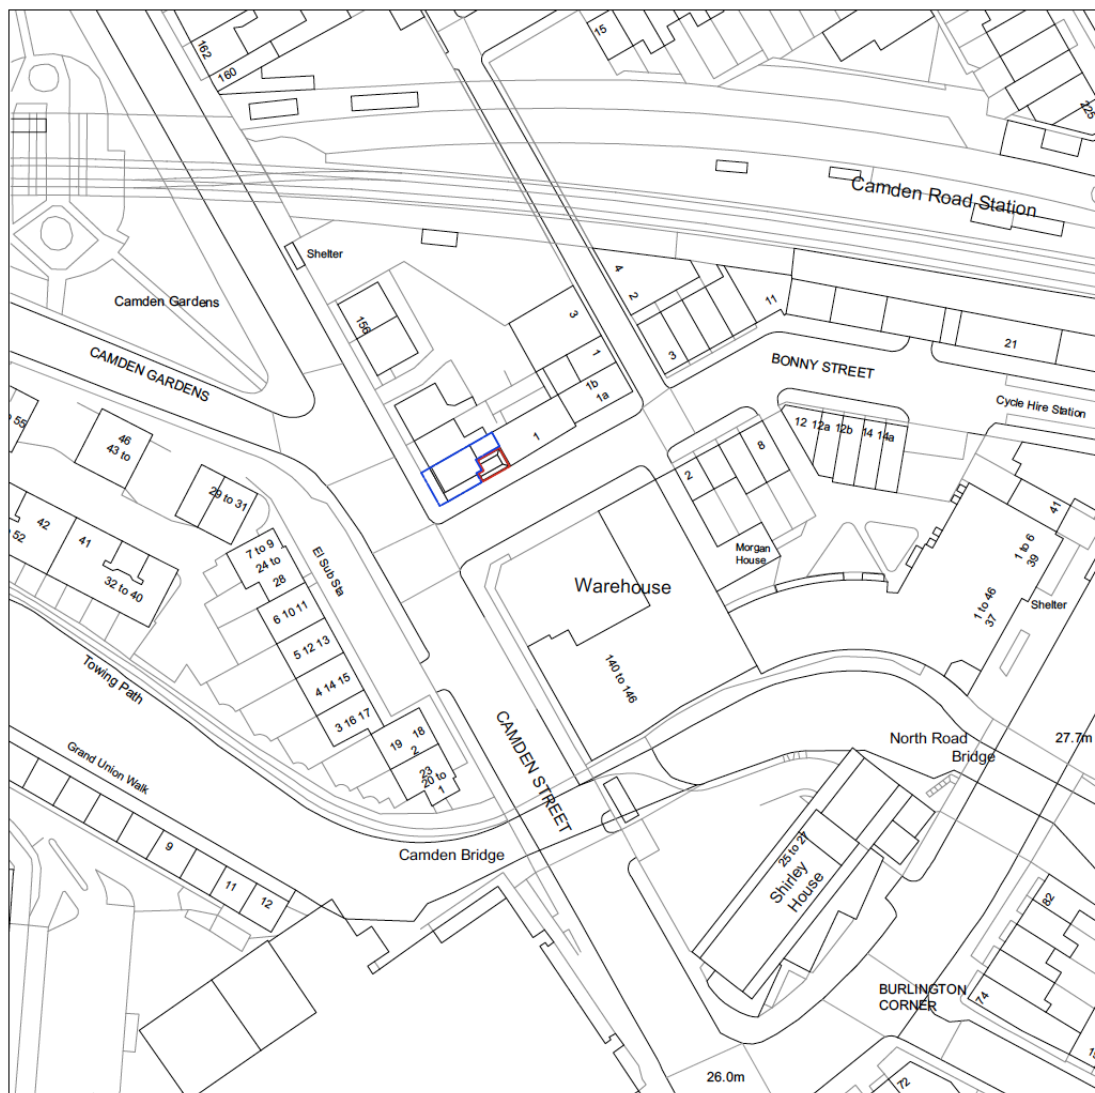 162
160
15
225
Camden Road Station
Shelter
Camden Gardens
CAMDEN GARDENS
156
4
2
11
3
3
1
1b
1a
1
21
BONNY STREET
Cycle Hire Station
12 12a 12b 14 14a
8
2
55
46
43 to
29 to 31
42
52
41
32 to 40
El Sub Sta
7 to 9
24 to
28
6 10 11
5 12 13
4 14 15
3 16 17
19 18
2
23
20 to
1
Morgan
House
Warehouse
140 to 146
41
1 to 6
39
1 to 46
37
Shelter
Towing Path
Grand Union Walk
CAMDEN STREET
North Road
Bridge
27.7m
Camden Bridge
9
11
12
25 to 27
Shirley
House
82
74
BURLINGTON
CORNER
26.0m
72